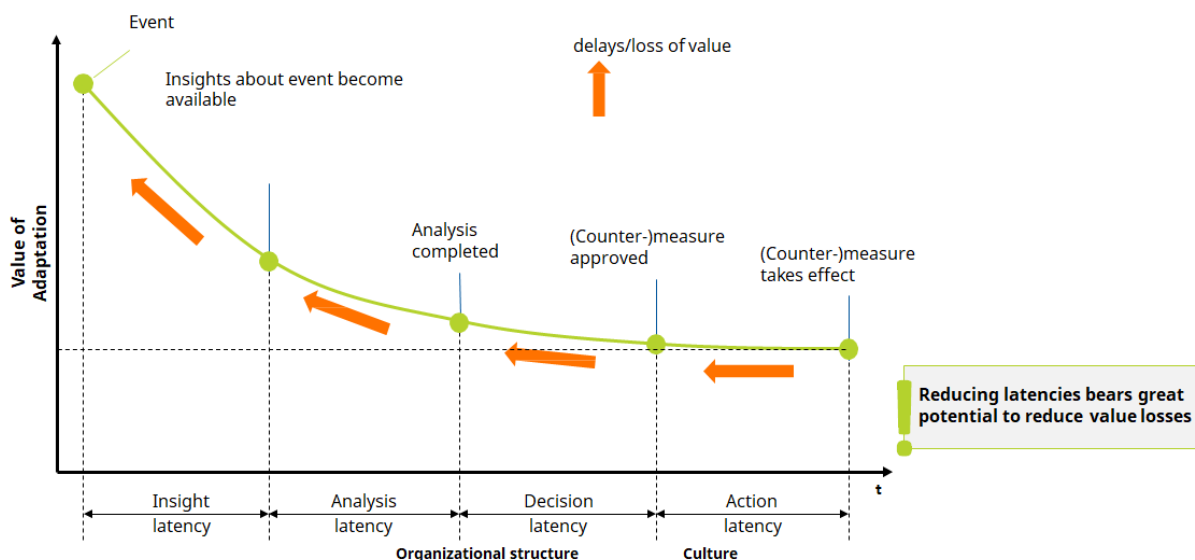 Event
delays/loss of value
Insights about event become
available
Value of
Adaptation
Analysis
completed
(Counter-)measure
approved
(Counter-)measure
takes effect
Reducing latencies bears great
potential to reduce value losses
t
Insight
latency
Analysis
latency
Decision
latency
Action
latency
Organizational structure
Culture